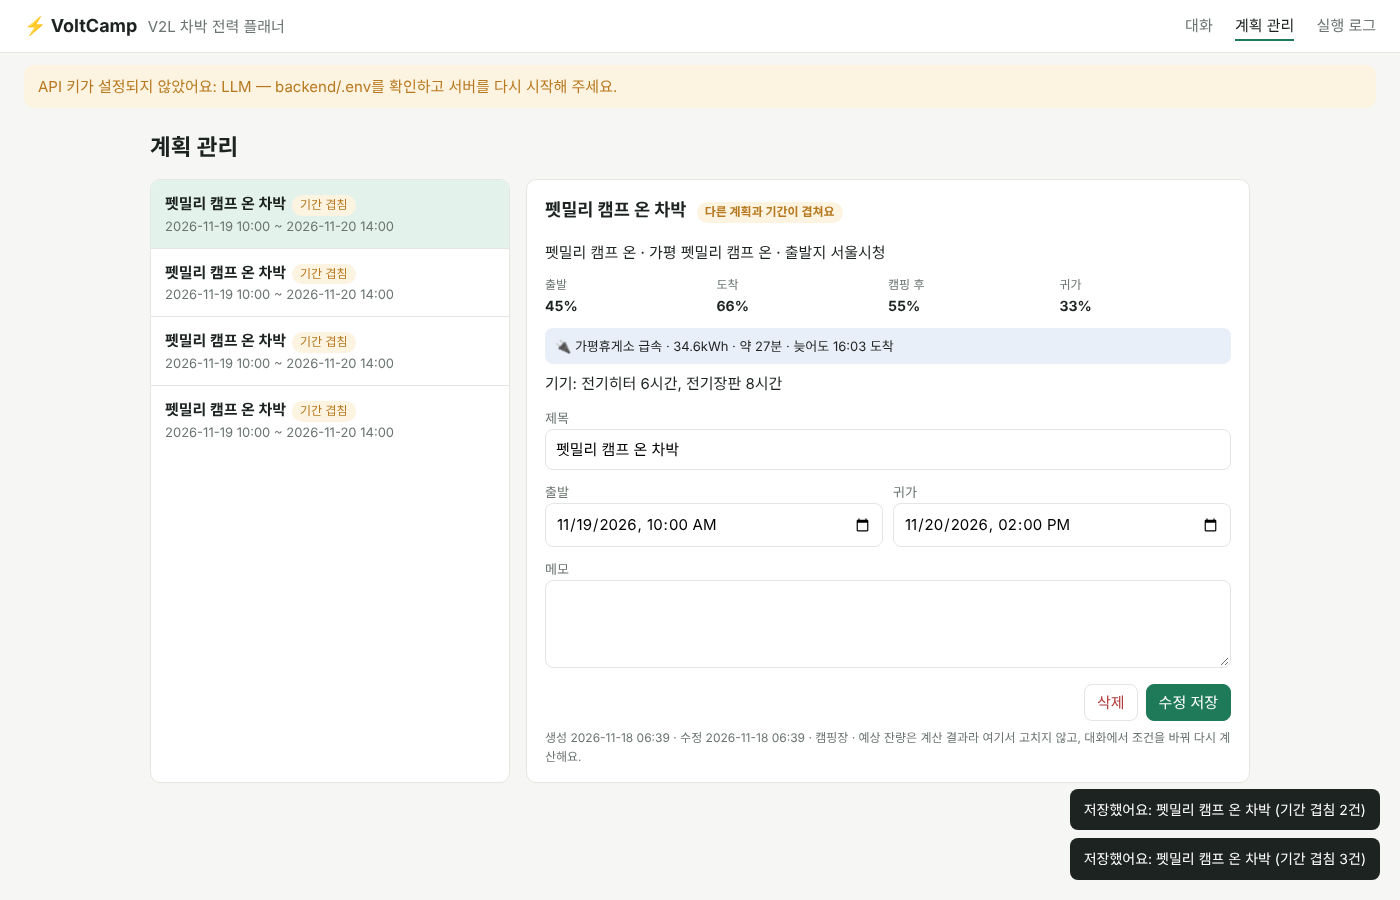 ⚡ VoltCamp V2L 차박 전력 플래너
대화 계획 관리 실행 로그
API 키가 설정되지 않았어요: LLM — backend/.env를 확인하고 서버를 다시 시작해 주세요.
계획 관리
펫밀리 캠프 온 차박 기간 겹침
2026-11-19 10:00 ~ 2026-11-20 14:00
펫밀리 캠프 온 차박 기간 겹침
2026-11-19 10:00 ~ 2026-11-20 14:00
펫밀리 캠프 온 차박 기간 겹침
2026-11-19 10:00 ~ 2026-11-20 14:00
펫밀리 캠프 온 차박 기간 겹침
2026-11-19 10:00 ~ 2026-11-20 14:00
펫밀리 캠프 온 차박 다른 계획과 기간이 겹쳐요
펫밀리 캠프 온 · 가평 펫밀리 캠프 온 · 출발지 서울시청
출발 도착 캠핑 후 귀가
45% 66% 55% 33%
🔌 가평휴게소 급속 · 34.6kWh · 약 27분 · 늦어도 16:03 도착
기기: 전기히터 6시간, 전기장판 8시간
제목
펫밀리 캠프 온 차박
출발 귀가
11/19/2026, 10:00 AM 11/20/2026, 02:00 PM
메모
삭제 수정 저장
생성 2026-11-18 06:39 · 수정 2026-11-18 06:39 · 캠핑장 · 예상 잔량은 계산 결과라 여기서 고치지 않고, 대화에서 조건을 바꿔 다시 계
산해요.
저장했어요: 펫밀리 캠프 온 차박 (기간 겹침 2건)
저장했어요: 펫밀리 캠프 온 차박 (기간 겹침 3건)